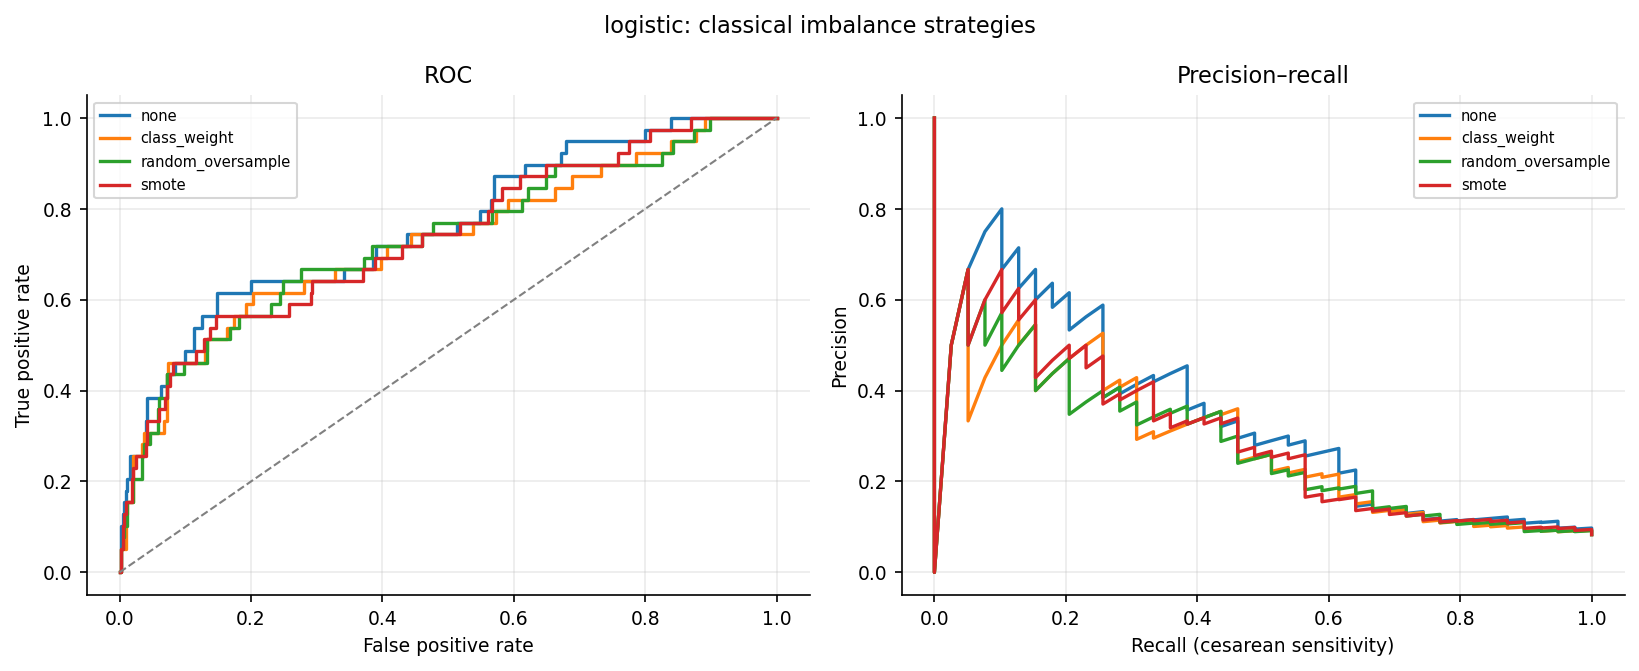 logistic: classical imbalance strategies
ROC
none
class_weight
random_oversample
smote
1.0
0.8
0.6
0.4
0.2
0.0
True positive rate
0.0 0.2 0.4 0.6 0.8 1.0
False positive rate
Precision–recall
none
class_weight
random_oversample
smote
1.0
0.8
0.6
0.4
0.2
0.0
Precision
0.0 0.2 0.4 0.6 0.8 1.0
Recall (cesarean sensitivity)